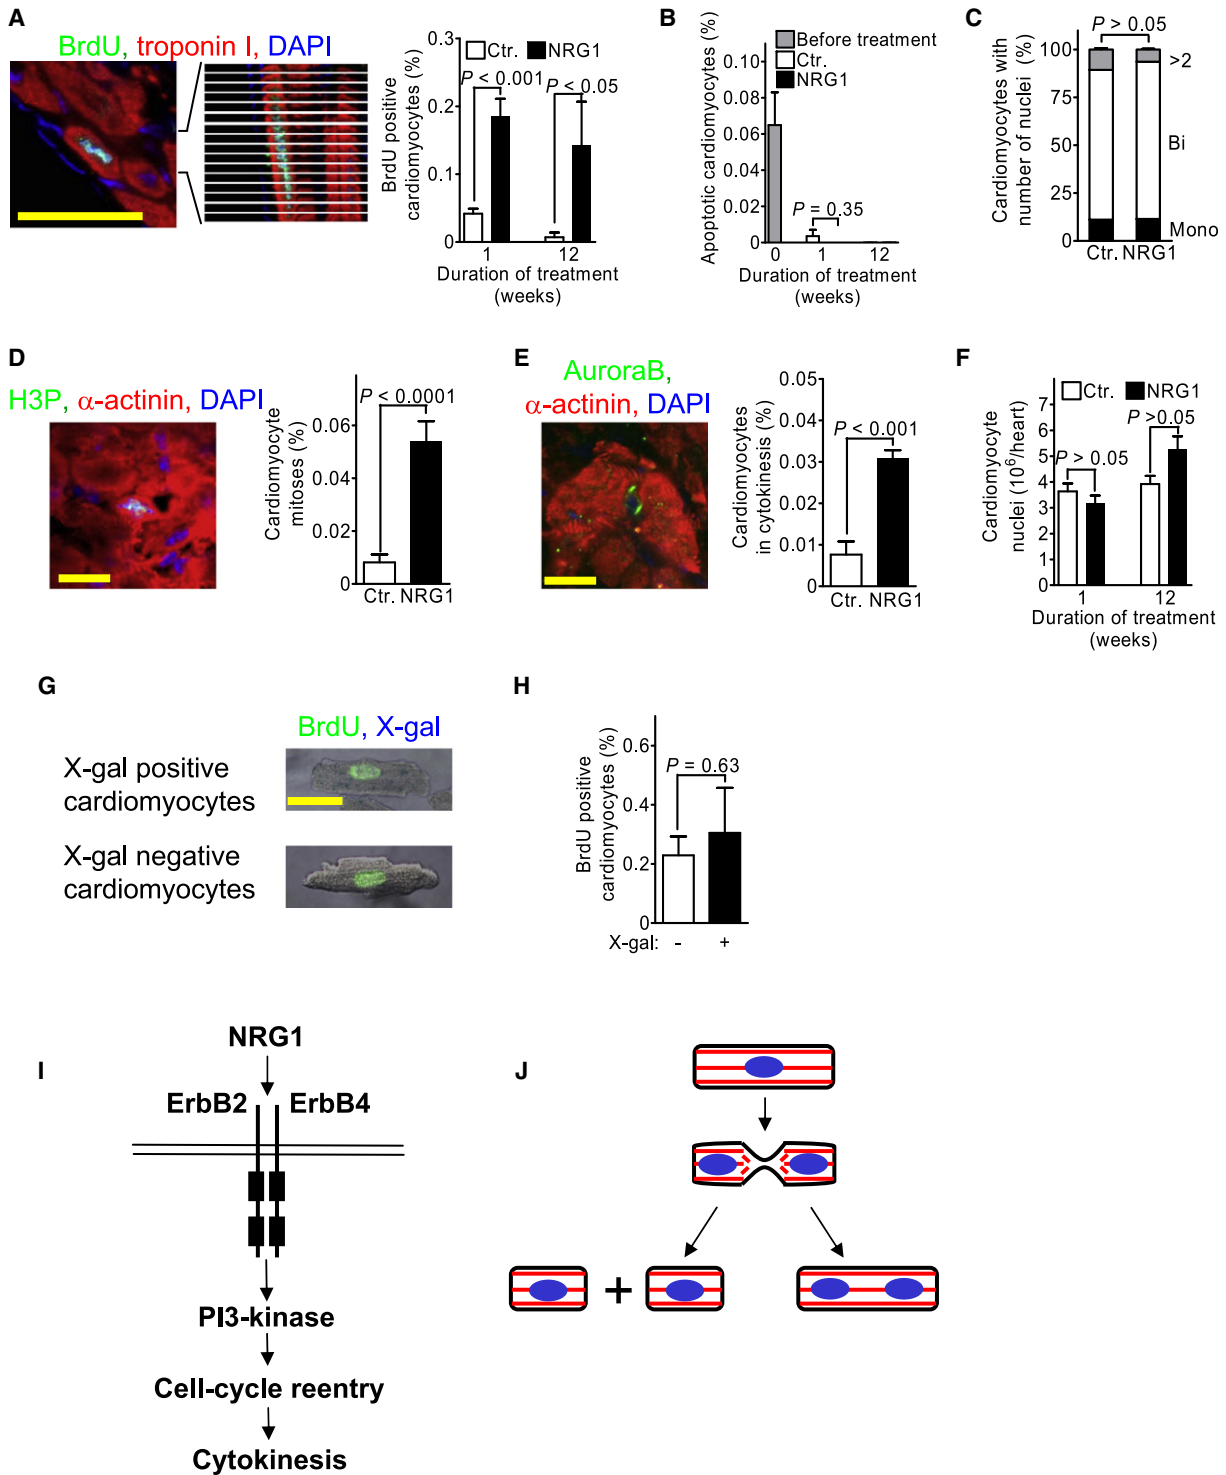 A
BrdU, troponin I, DAPI
BrdU positive
cardiomyocytes (%)
0.3
0.2
0.1
0
Ctr.
NRG1
P < 0.001
P < 0.05
1
12
Duration of treatment
(weeks)
B
Apoptotic cardiomyocytes (%)
0.10
0.08
0.06
0.04
0.02
0.00
Before treatment
Ctr.
NRG1
P = 0.35
0
1
12
Duration of treatment
(weeks)
C
Cardiomyocytes with
number of nuclei (%)
100
75
50
25
0
P > 0.05
>2
Bi
Mono
Ctr. NRG1
D
H3P, α-actinin, DAPI
Cardiomyocyte
mitoses (%)
0.06
0.04
0.02
0
P < 0.0001
Ctr. NRG1
E
AuroraB,
α-actinin, DAPI
Cardiomyocytes
in cytokinesis (%)
0.05
0.04
0.03
0.02
0.01
0
P < 0.001
Ctr. NRG1
F
Cardiomyocyte
nuclei (10⁶/heart)
7
6
5
4
3
2
1
0
Ctr.
NRG1
P > 0.05
P >0.05
1
12
Duration of treatment
(weeks)
G
BrdU, X-gal
X-gal positive
cardiomyocytes
X-gal negative
cardiomyocytes
H
BrdU positive
cardiomyocytes (%)
0.6
0.4
0.2
0
P = 0.63
X-gal: - +
I
NRG1
ErbB2 ErbB4
PI3-kinase
Cell-cycle reentry
Cytokinesis
J
+